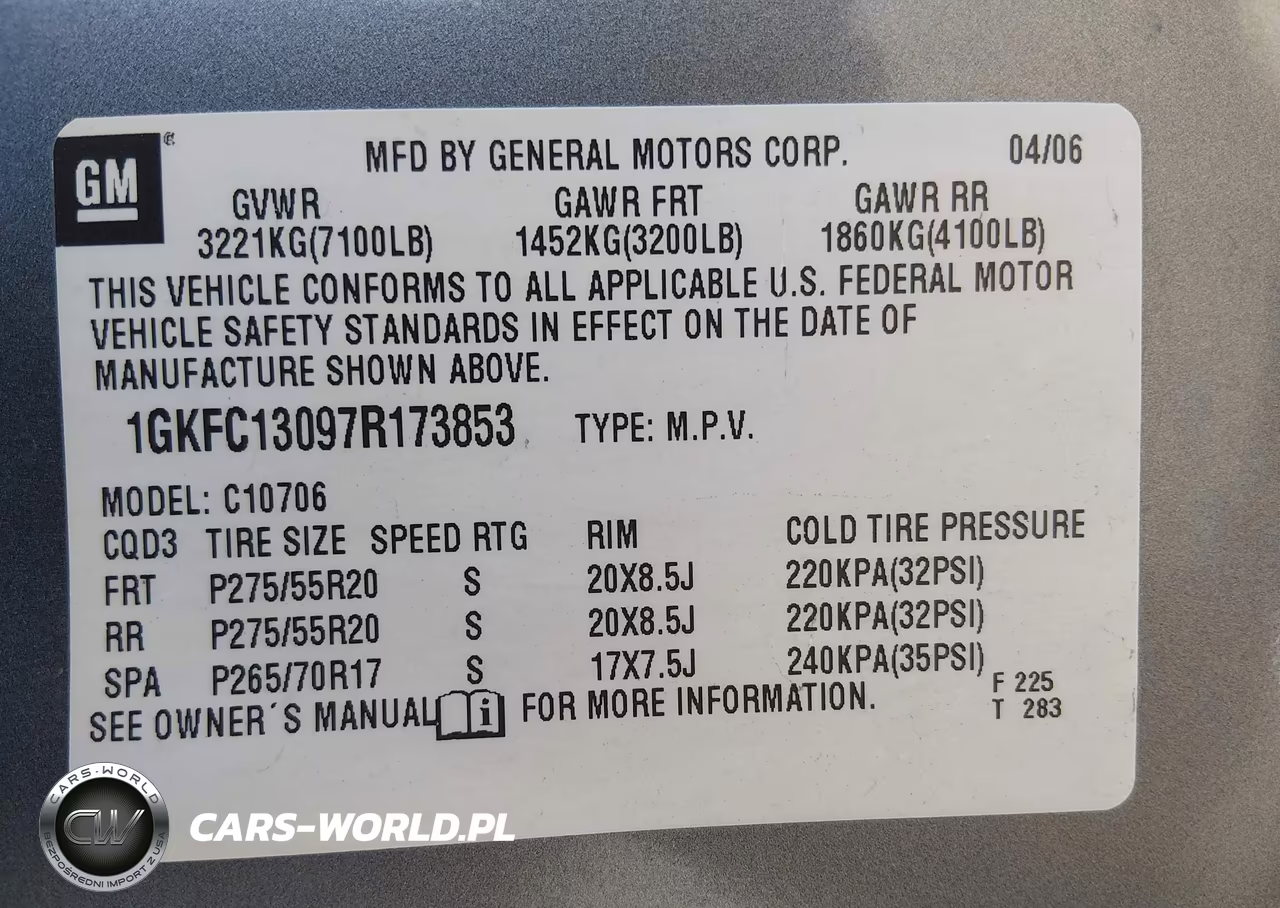 GM
MFD BY GENERAL MOTORS CORP. 04/06
GVWR GAWR FRT GAWR RR
3221KG(7100LB) 1452KG(3200LB) 1860KG(4100LB)
THIS VEHICLE CONFORMS TO ALL APPLICABLE U.S. FEDERAL MOTOR
VEHICLE SAFETY STANDARDS IN EFFECT ON THE DATE OF
MANUFACTURE SHOWN ABOVE.
1GKFC13097R173853 TYPE: M.P.V.
MODEL: C10706
CQD3 TIRE SIZE SPEED RTG RIM COLD TIRE PRESSURE
FRT P275/55R20 S 20X8.5J 220KPA(32PSI)
RR P275/55R20 S 20X8.5J 220KPA(32PSI)
SPA P265/70R17 S 17X7.5J 240KPA(35PSI)
SEE OWNER´S MANUAL i FOR MORE INFORMATION.
F 225
T 283
CARS-WORLD
CW
BEZPOŚREDNI IMPORT Z USA
CARS-WORLD.PL